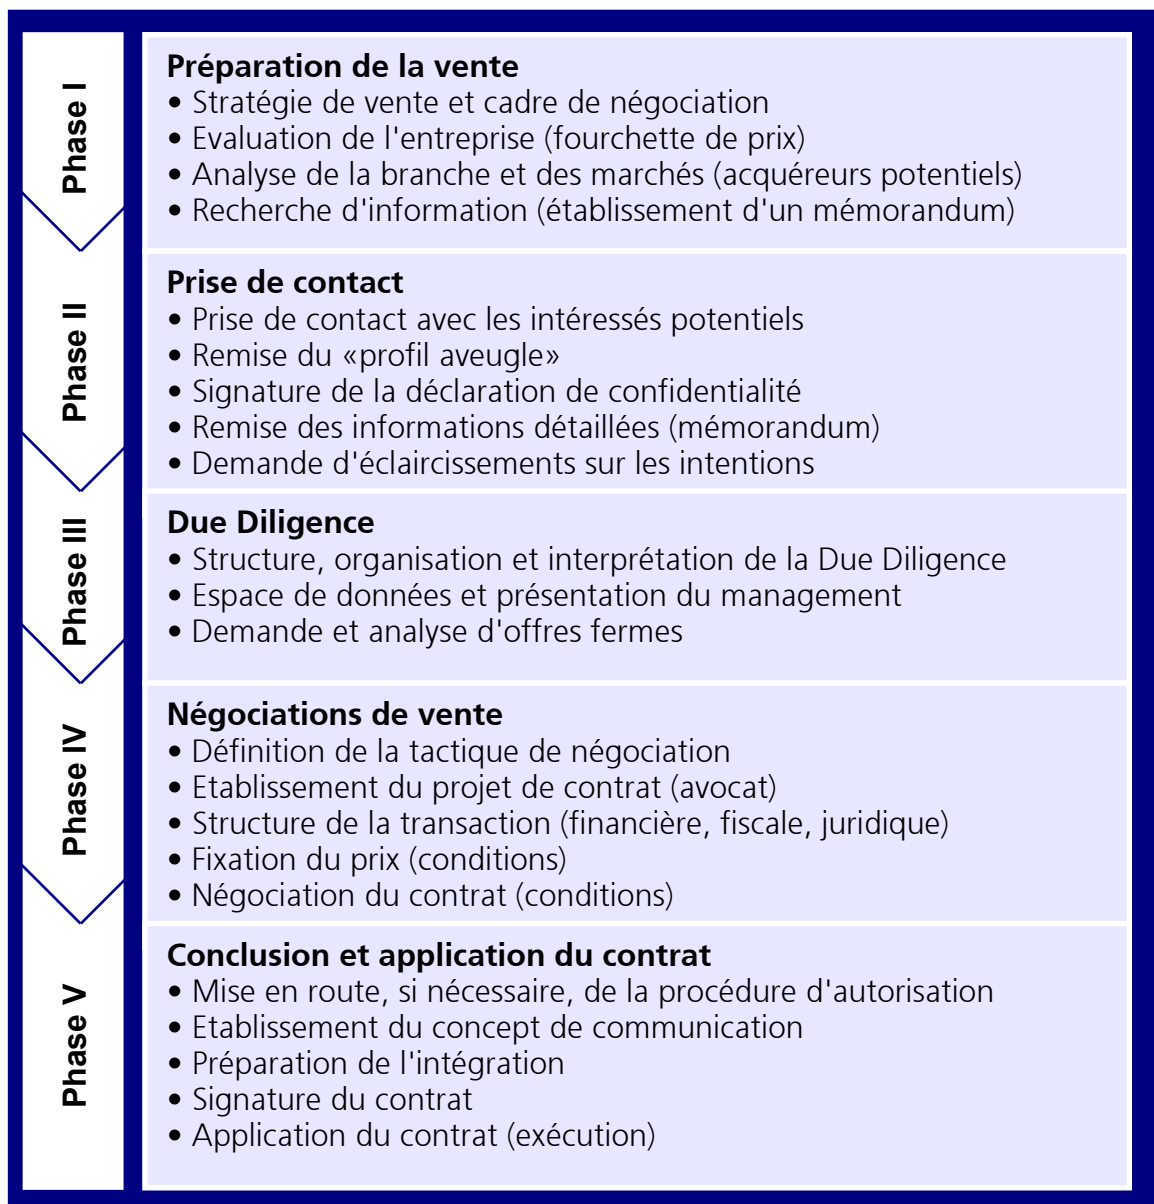 Phase I
Préparation de la vente
• Stratégie de vente et cadre de négociation
• Evaluation de l'entreprise (fourchette de prix)
• Analyse de la branche et des marchés (acquéreurs potentiels)
• Recherche d'information (établissement d'un mémorandum)
Phase II
Prise de contact
• Prise de contact avec les intéressés potentiels
• Remise du «profil aveugle»
• Signature de la déclaration de confidentialité
• Remise des informations détaillées (mémorandum)
• Demande d'éclaircissements sur les intentions
Phase III
Due Diligence
• Structure, organisation et interprétation de la Due Diligence
• Espace de données et présentation du management
• Demande et analyse d'offres fermes
Phase IV
Négociations de vente
• Définition de la tactique de négociation
• Etablissement du projet de contrat (avocat)
• Structure de la transaction (financière, fiscale, juridique)
• Fixation du prix (conditions)
• Négociation du contrat (conditions)
Phase V
Conclusion et application du contrat
• Mise en route, si nécessaire, de la procédure d'autorisation
• Etablissement du concept de communication
• Préparation de l'intégration
• Signature du contrat
• Application du contrat (exécution)